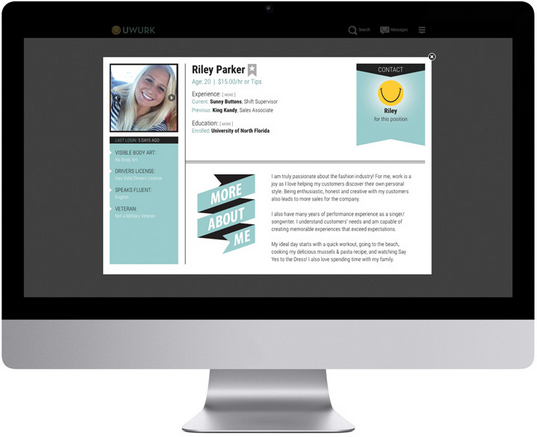 UWURK
Search
Messages
Riley Parker
Age: 20 | $15.00/hr or Tips
Experience: [ MORE ]
Current: Sunny Buttons, Shift Supervisor
Previous: King Kandy, Sales Associate
Education: [ MORE ]
Enrolled: University of North Florida
CONTACT
Riley
for this position
LAST LOGIN: 5 DAYS AGO
VISIBLE BODY ART:
No Body Art
DRIVERS LICENSE:
Has Valid Drivers License
SPEAKS FLUENT:
English
VETERAN:
Not a Military Veteran
MORE
ABOUT
ME
I am truly passionate about the fashion industry! For me, work is a
joy as I love helping my customers discover their own personal
style. Being enthusiastic, honest and creative with my customers
also leads to more sales for the company.
I also have many years of performance experience as a singer/
songwriter. I understand customers' needs and am capable of
creating memorable experiences that exceed expectations.
My ideal day starts with a quick workout, going to the beach,
cooking my delicious mussels & pasta recipe, and watching Say
Yes to the Dress! I also love spending time with my family.